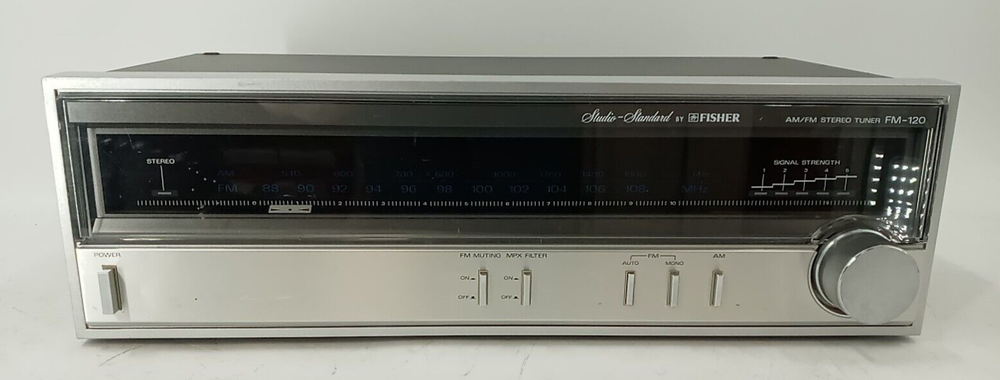 Studio-Standard BY FISHER
AM/FM STEREO TUNER FM-120
STEREO
SIGNAL STRENGTH
1 2 3 4 5
AM 600
FM 88 90 92 94 96 98 100 102 104 106 108 MHz
POWER
FM MUTING MPX FILTER
ON ON
OFF OFF
FM
AUTO MONO
AM